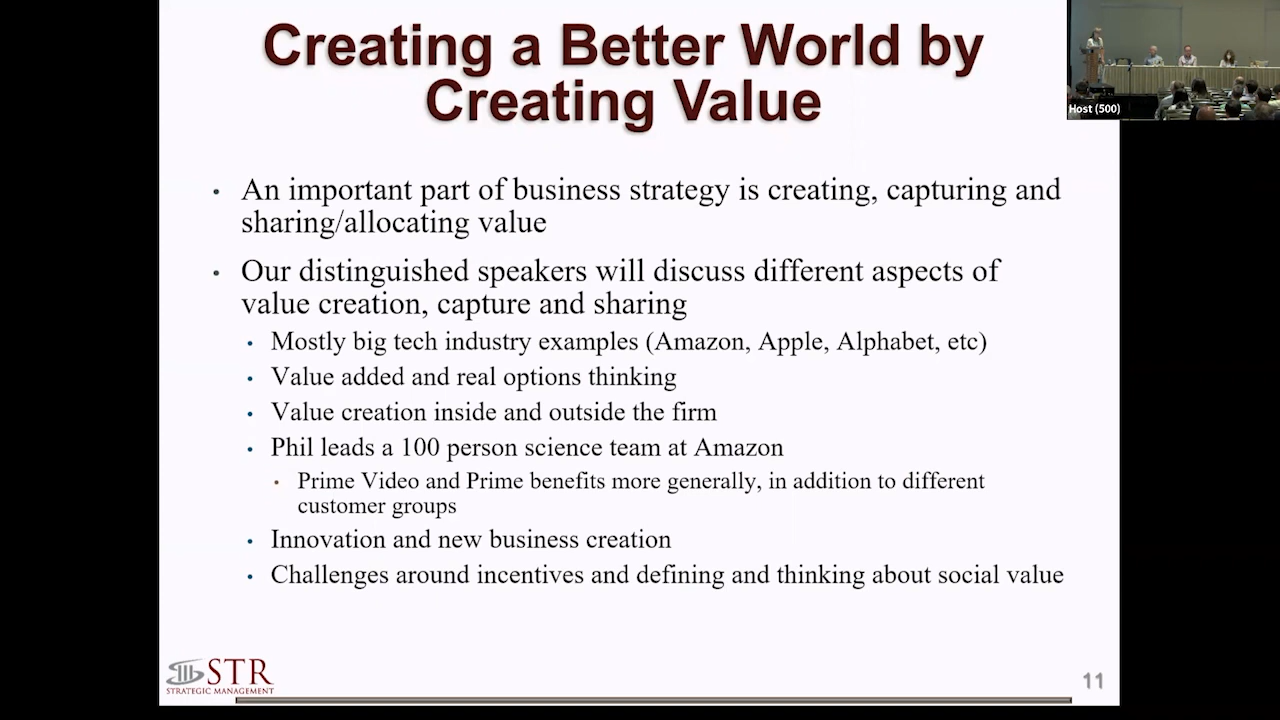 Creating a Better World by
Creating Value
Host (500)
• An important part of business strategy is creating, capturing and
sharing/allocating value
• Our distinguished speakers will discuss different aspects of
value creation, capture and sharing
• Mostly big tech industry examples (Amazon, Apple, Alphabet, etc)
• Value added and real options thinking
• Value creation inside and outside the firm
• Phil leads a 100 person science team at Amazon
• Prime Video and Prime benefits more generally, in addition to different
customer groups
• Innovation and new business creation
• Challenges around incentives and defining and thinking about social value
STR
STRATEGIC MANAGEMENT
11